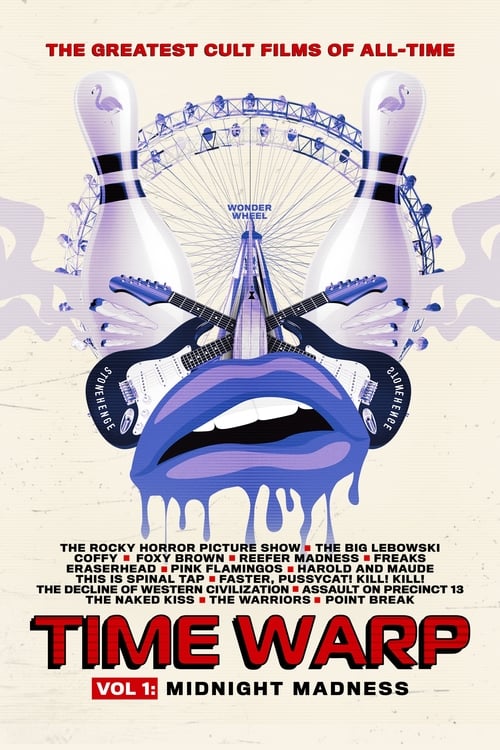 THE GREATEST CULT FILMS OF ALL-TIME
WONDER
WHEEL
STONEHENGE
STONEHENGE
THE ROCKY HORROR PICTURE SHOW ▪ THE BIG LEBOWSKI
COFFY ▪ FOXY BROWN ▪ REEFER MADNESS ▪ FREAKS
ERASERHEAD ▪ PINK FLAMINGOS ▪ HAROLD AND MAUDE
THIS IS SPINAL TAP ▪ FASTER, PUSSYCAT! KILL! KILL!
THE DECLINE OF WESTERN CIVILIZATION ▪ ASSAULT ON PRECINCT 13
THE NAKED KISS ▪ THE WARRIORS ▪ POINT BREAK
TIME WARP
VOL 1: MIDNIGHT MADNESS